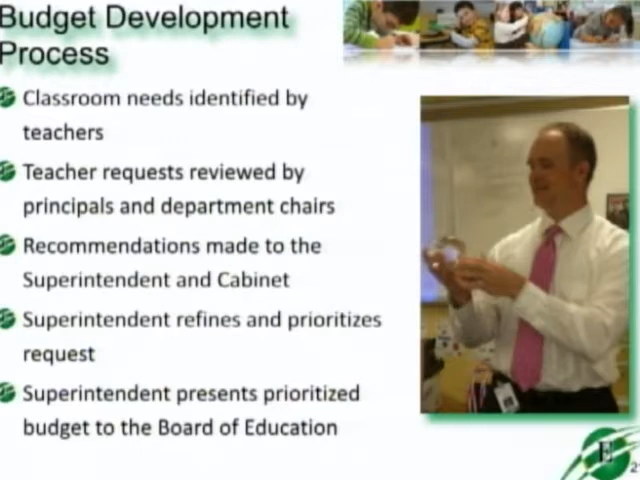 Budget Development
Process
Classroom needs identified by
teachers
Teacher requests reviewed by
principals and department chairs
Recommendations made to the
Superintendent and Cabinet
Superintendent refines and prioritizes
request
Superintendent presents prioritized
budget to the Board of Education
E